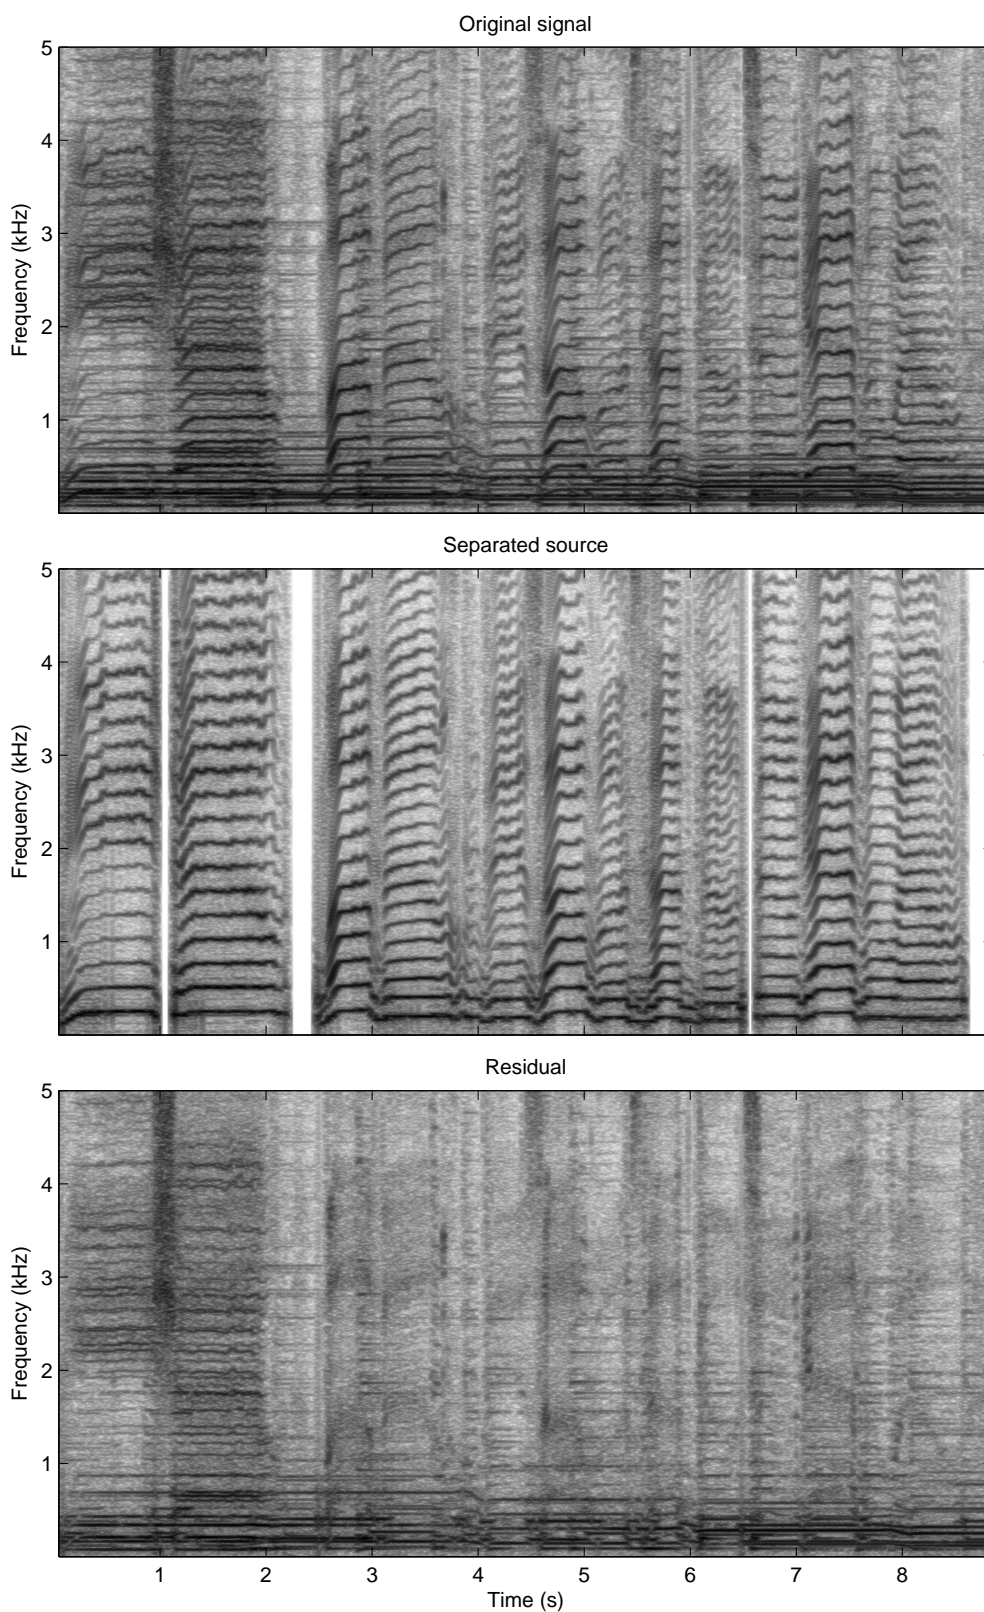 Original signal
5
4
3
2
1
Frequency (kHz)
Separated source
5
4
3
2
1
Frequency (kHz)
Residual
5
4
3
2
1
Frequency (kHz)
1 2 3 4 5 6 7 8
Time (s)